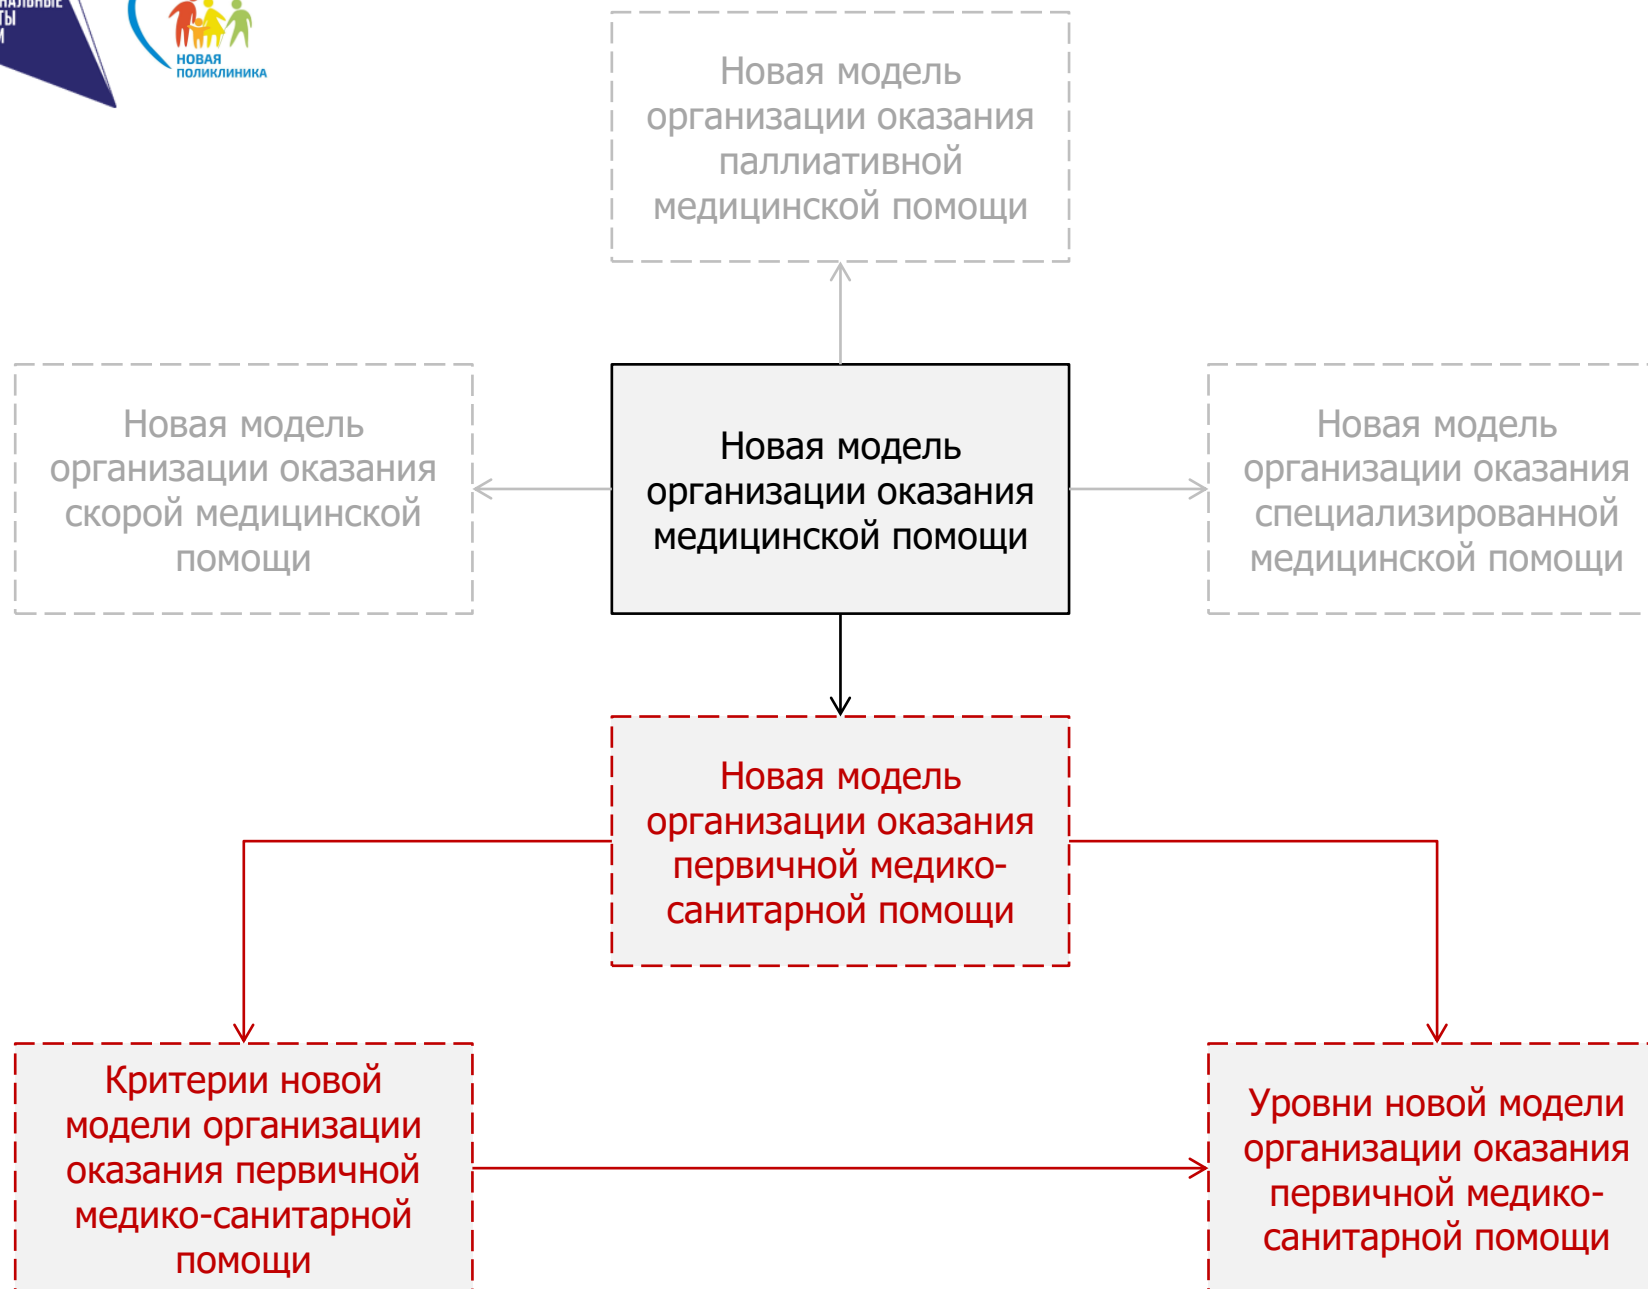 НОВАЯ
ПОЛИКЛИНИКА
Новая модель
организации оказания
паллиативной
медицинской помощи
Новая модель
организации оказания
скорой медицинской
помощи
Новая модель
организации оказания
медицинской помощи
Новая модель
организации оказания
специализированной
медицинской помощи
Новая модель
организации оказания
первичной медико-
санитарной помощи
Критерии новой
модели организации
оказания первичной
медико-санитарной
помощи
Уровни новой модели
организации оказания
первичной медико-
санитарной помощи